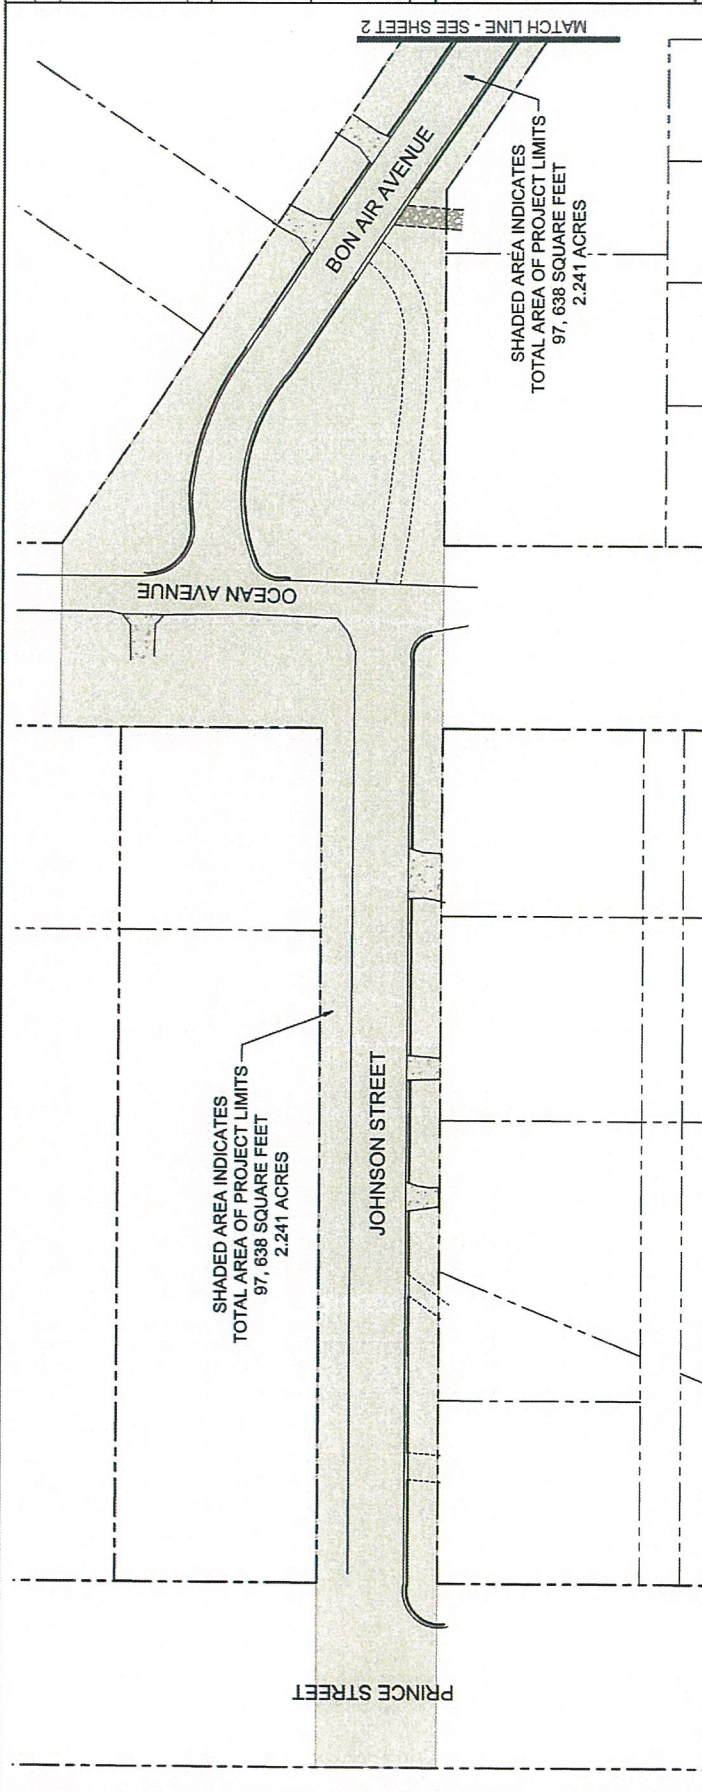 MATCH LINE - SEE SHEET 2
BON AIR AVENUE
SHADED AREA INDICATES
TOTAL AREA OF PROJECT LIMITS
97, 638 SQUARE FEET
2.241 ACRES
OCEAN AVENUE
SHADED AREA INDICATES
TOTAL AREA OF PROJECT LIMITS
97, 638 SQUARE FEET
2.241 ACRES
JOHNSON STREET
PRINCE STREET